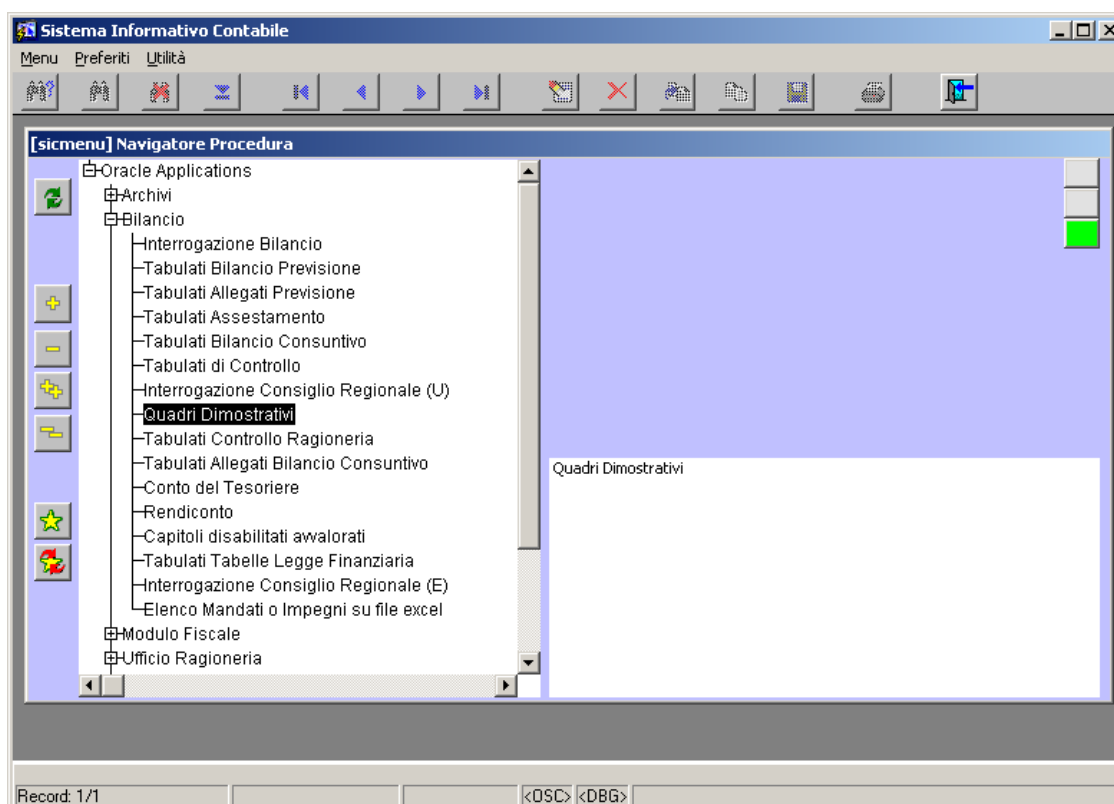 Sistema Informativo Contabile
Menu Preferiti Utilità
[sicmenu] Navigatore Procedura
Oracle Applications
Archivi
Bilancio
Interrogazione Bilancio
Tabulati Bilancio Previsione
Tabulati Allegati Previsione
Tabulati Assestamento
Tabulati Bilancio Consuntivo
Tabulati di Controllo
Interrogazione Consiglio Regionale (U)
Quadri Dimostrativi
Tabulati Controllo Ragioneria
Tabulati Allegati Bilancio Consuntivo
Conto del Tesoriere
Rendiconto
Capitoli disabilitati avvalorati
Tabulati Tabelle Legge Finanziaria
Interrogazione Consiglio Regionale (E)
Elenco Mandati o Impegni su file excel
Modulo Fiscale
Ufficio Ragioneria
Quadri Dimostrativi
Record: 1/1 <OSC> <DBG>